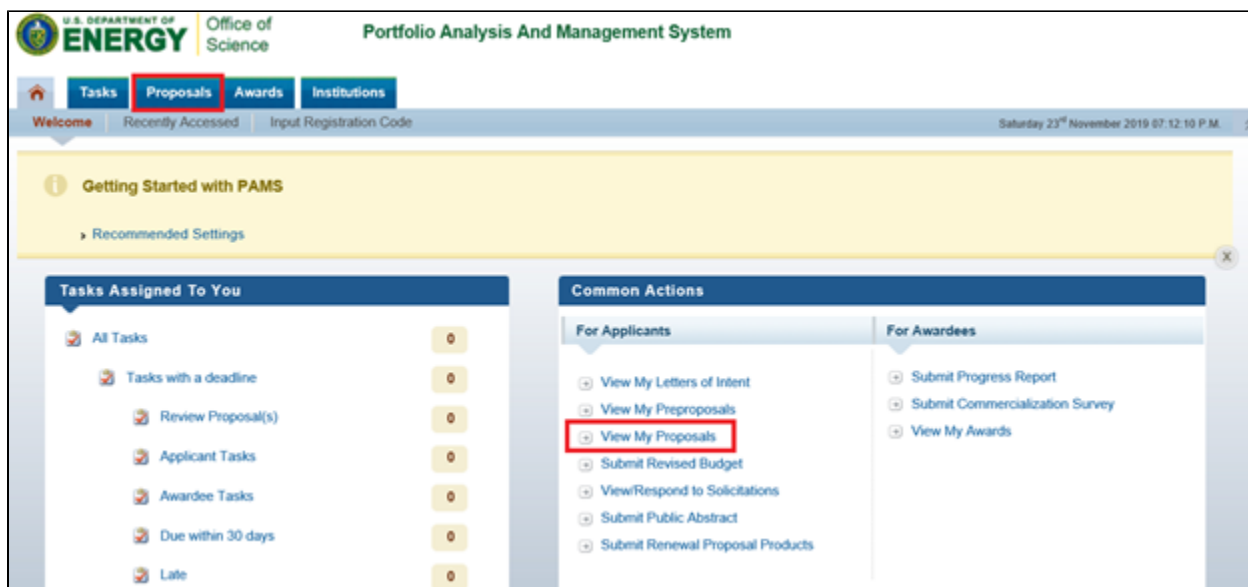 U.S. DEPARTMENT OF
ENERGY
Office of
Science
Portfolio Analysis And Management System
Tasks Proposals Awards Institutions
Welcome Recently Accessed Input Registration Code Saturday 23rd November 2019 07:12:10 P.M.
Getting Started with PAMS
Recommended Settings
X
Tasks Assigned To You
All Tasks 0
Tasks with a deadline 0
Review Proposal(s) 0
Applicant Tasks 0
Awardee Tasks 0
Due within 30 days 0
Late 0
Common Actions
For Applicants
View My Letters of Intent
View My Preproposals
View My Proposals
Submit Revised Budget
View/Respond to Solicitations
Submit Public Abstract
Submit Renewal Proposal Products
For Awardees
Submit Progress Report
Submit Commercialization Survey
View My Awards